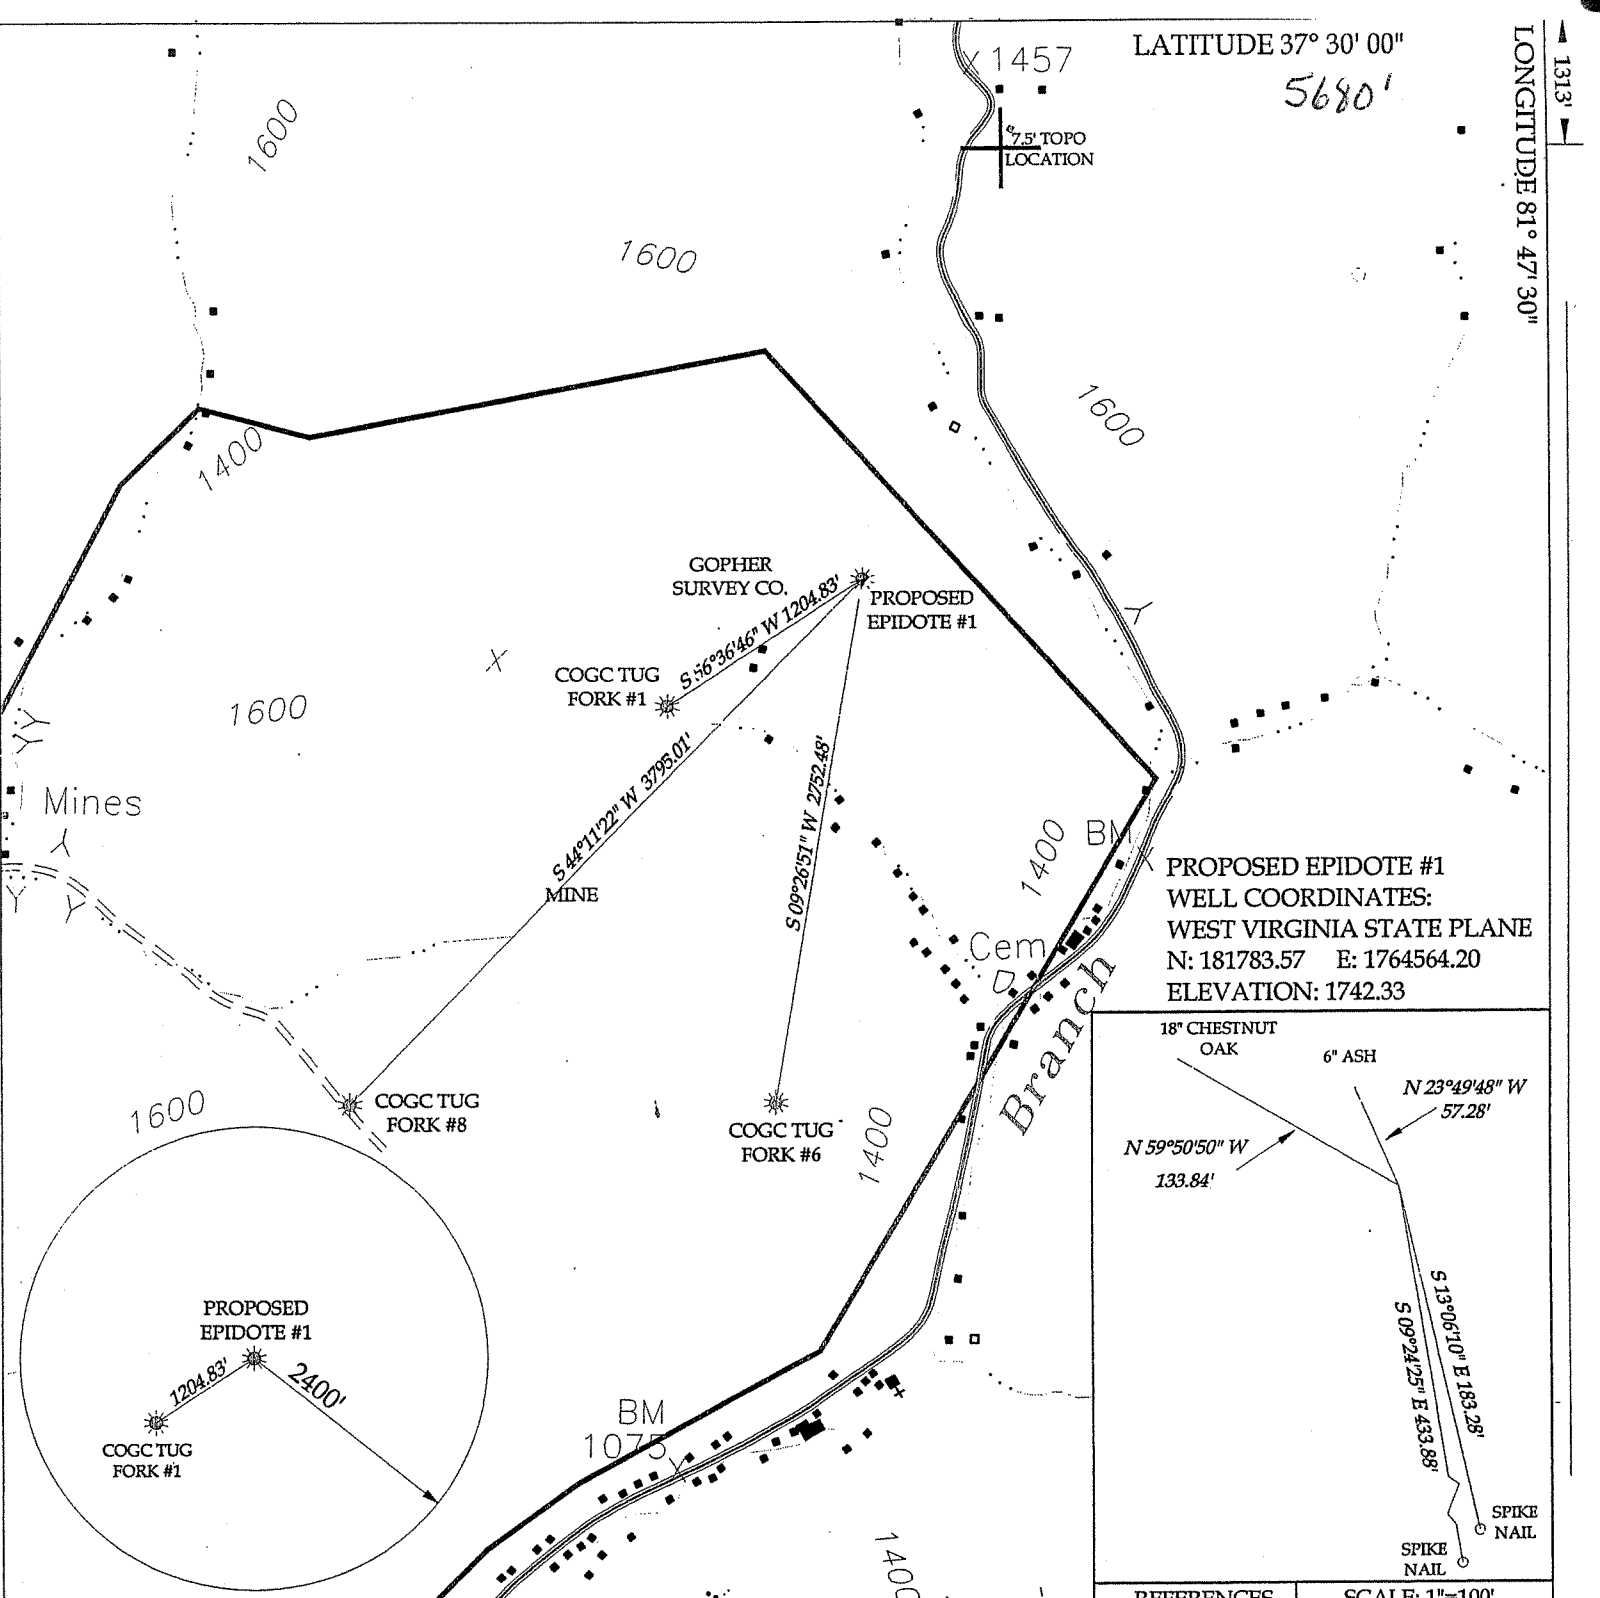 LATITUDE 37° 30' 00"
5680'
LONGITUDE 81° 47' 30"
1313'
1457
7.5' TOPO
LOCATION
1600
1600
1600
1400
GOPHER
SURVEY CO.
S 56°36'46" W 1204.83'
PROPOSED
EPIDOTE #1
COGC TUG
FORK #1
1600
X
S 44°11'22" W 3795.01'
S 09°26'51" W 2752.48'
Mines
MINE
1400
BM
X
Cem
Branch
PROPOSED EPIDOTE #1
WELL COORDINATES:
WEST VIRGINIA STATE PLANE
N: 181783.57 E: 1764564.20
ELEVATION: 1742.33
1600
COGC TUG
FORK #8
COGC TUG
FORK #6
1400
18" CHESTNUT
OAK
6" ASH
N 23°49'48" W
57.28'
N 59°50'50" W
133.84'
S 13°06'10" E 183.28'
S 09°24'25" E 433.88'
SPIKE
NAIL
SPIKE
NAIL
PROPOSED
EPIDOTE #1
1204.83'
2400'
COGC TUG
FORK #1
BM
1075
1400
REFERENCES
SCALE: 1"=100'